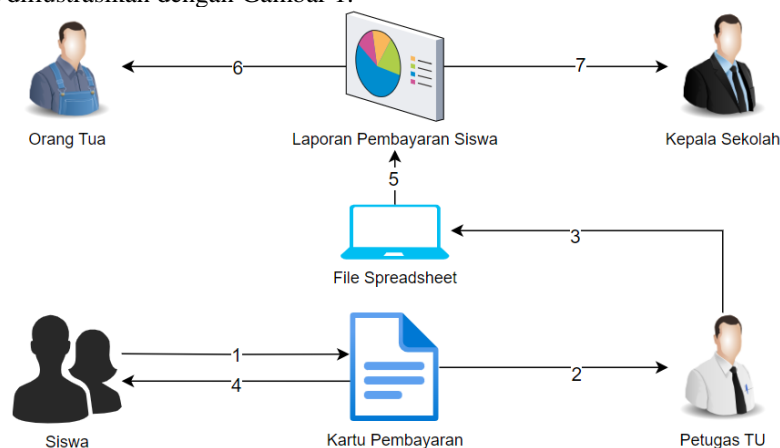 diilustrasikan dengan Gambar 1.
6
7
Orang Tua
Laporan Pembayaran Siswa
Kepala Sekolah
5
3
File Spreadsheet
1
4
2
Siswa
Kartu Pembayaran
Petugas TU